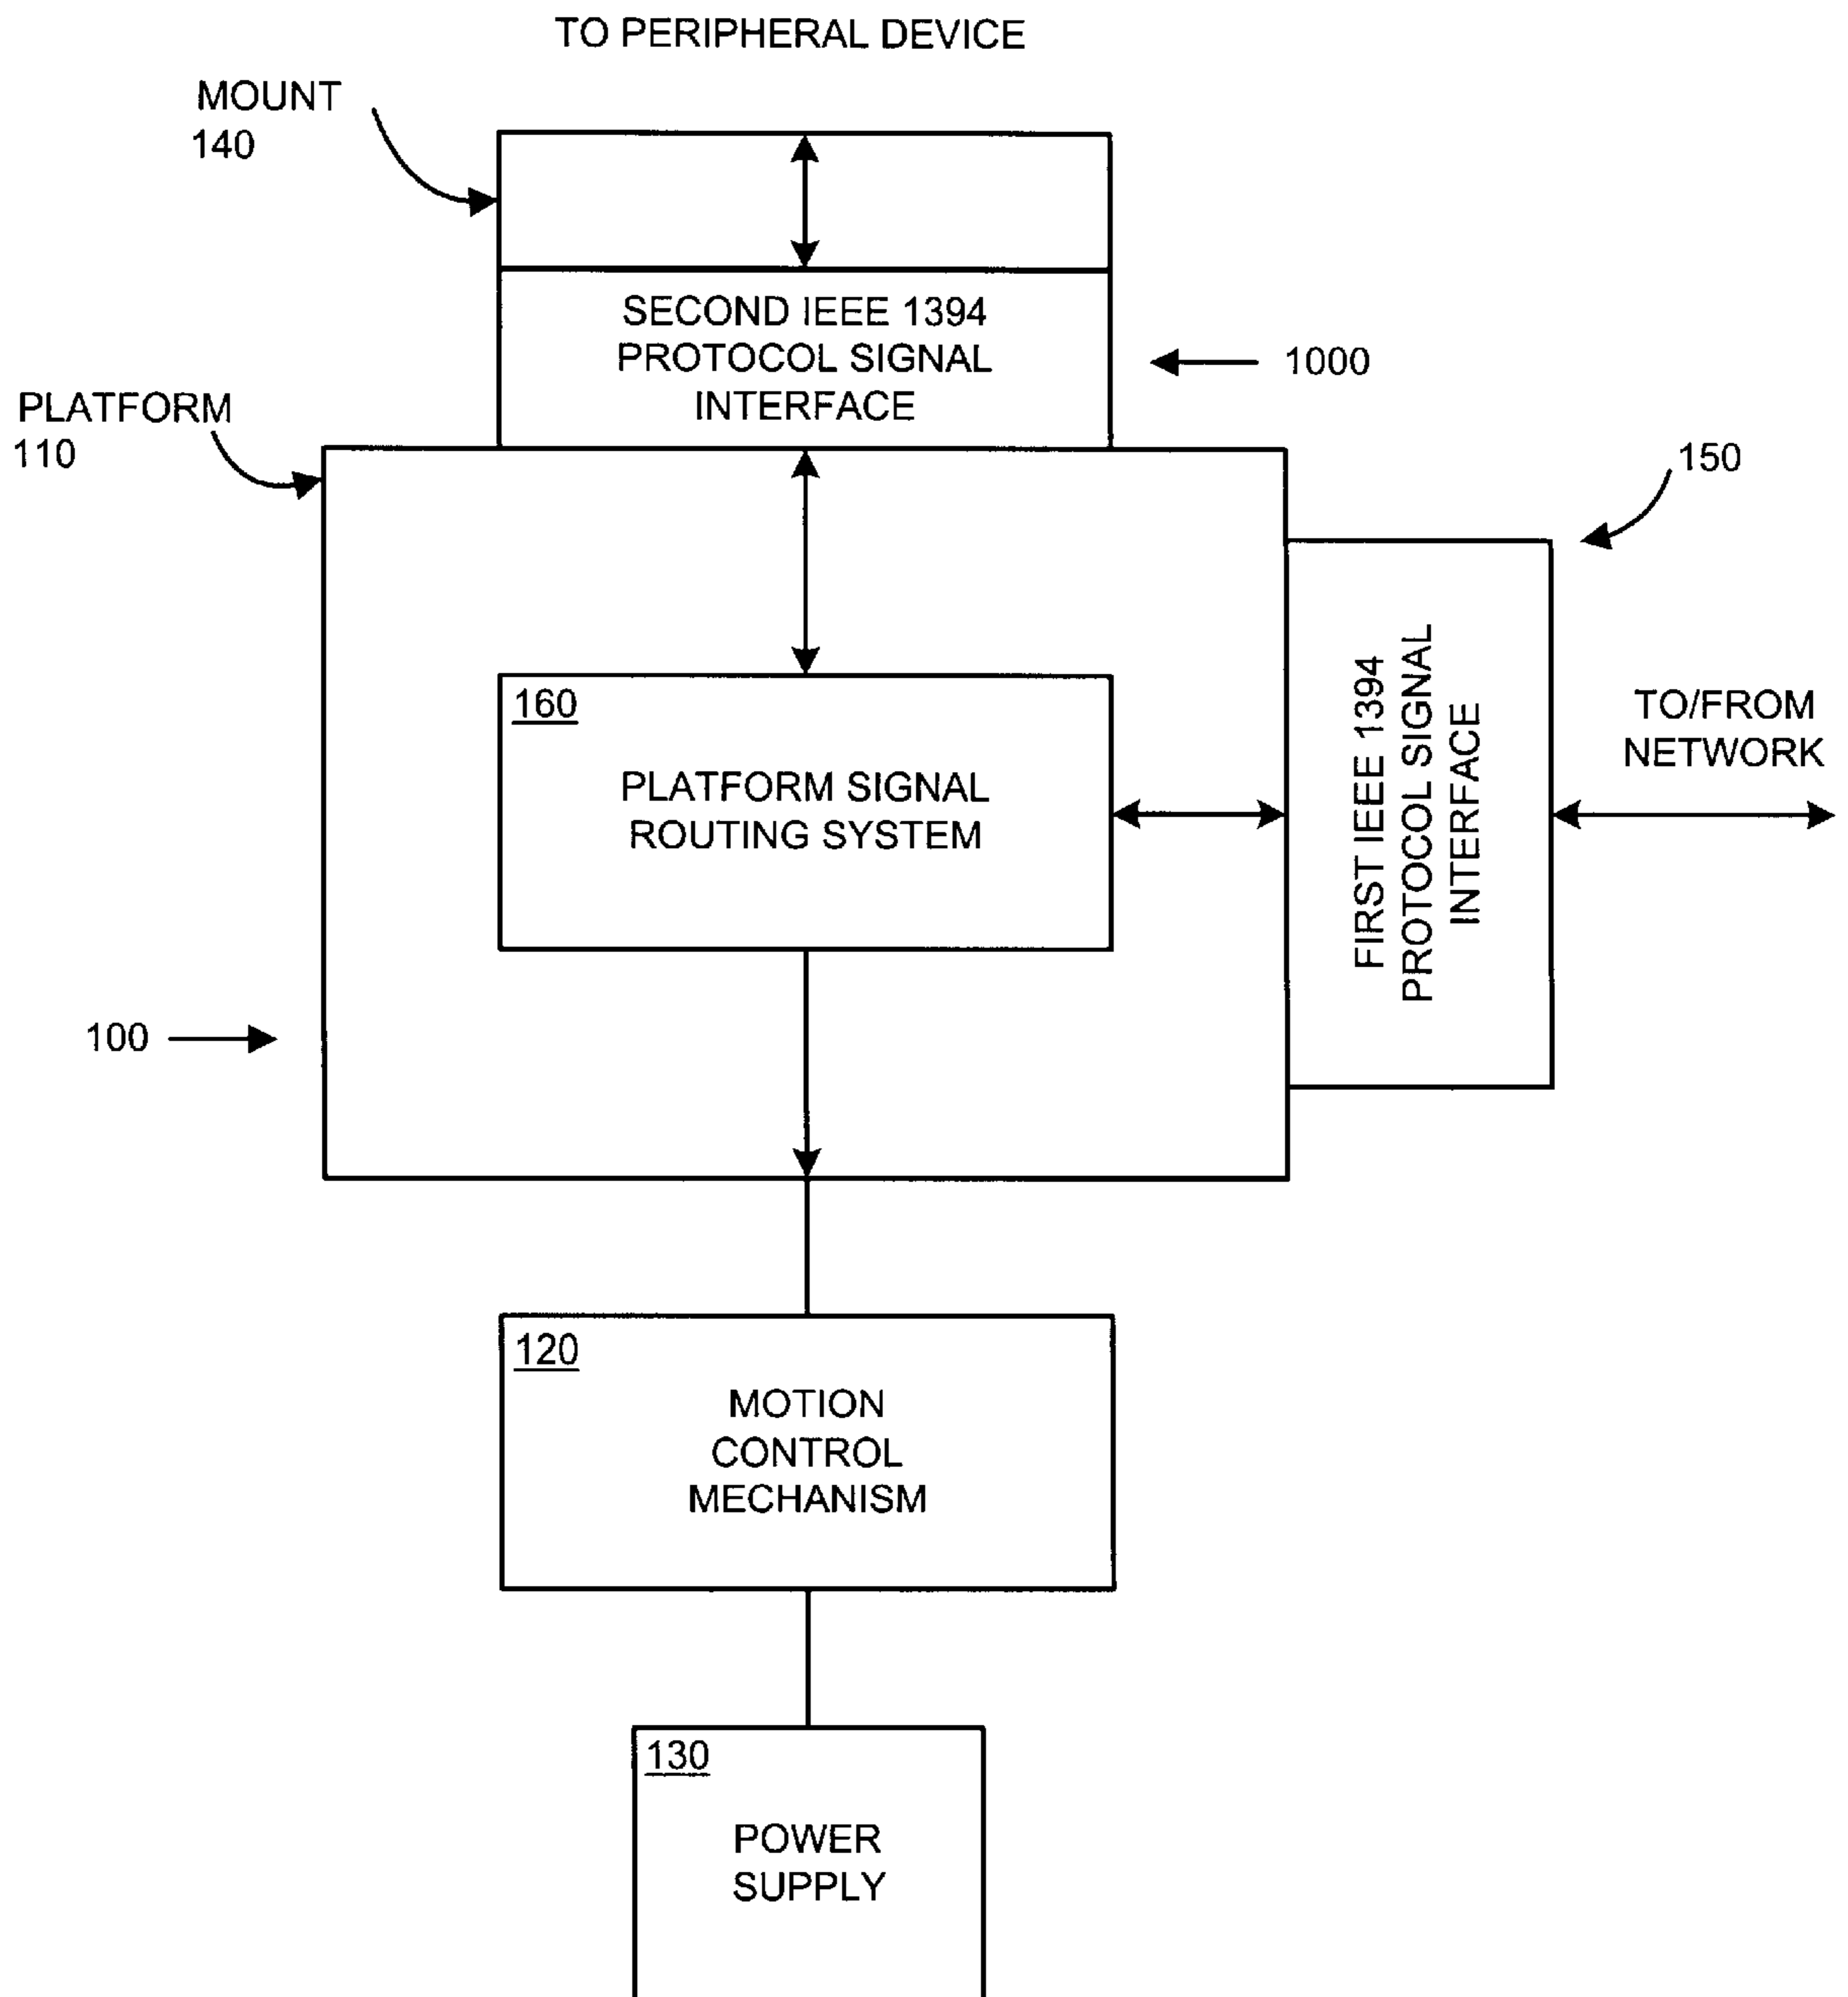 TO PERIPHERAL DEVICE
MOUNT
140
SECOND IEEE 1394
PROTOCOL SIGNAL
INTERFACE
1000
PLATFORM
110
150
160
PLATFORM SIGNAL
ROUTING SYSTEM
FIRST IEEE 1394
PROTOCOL SIGNAL
INTERFACE
TO/FROM
NETWORK
100
120
MOTION
CONTROL
MECHANISM
130
POWER
SUPPLY